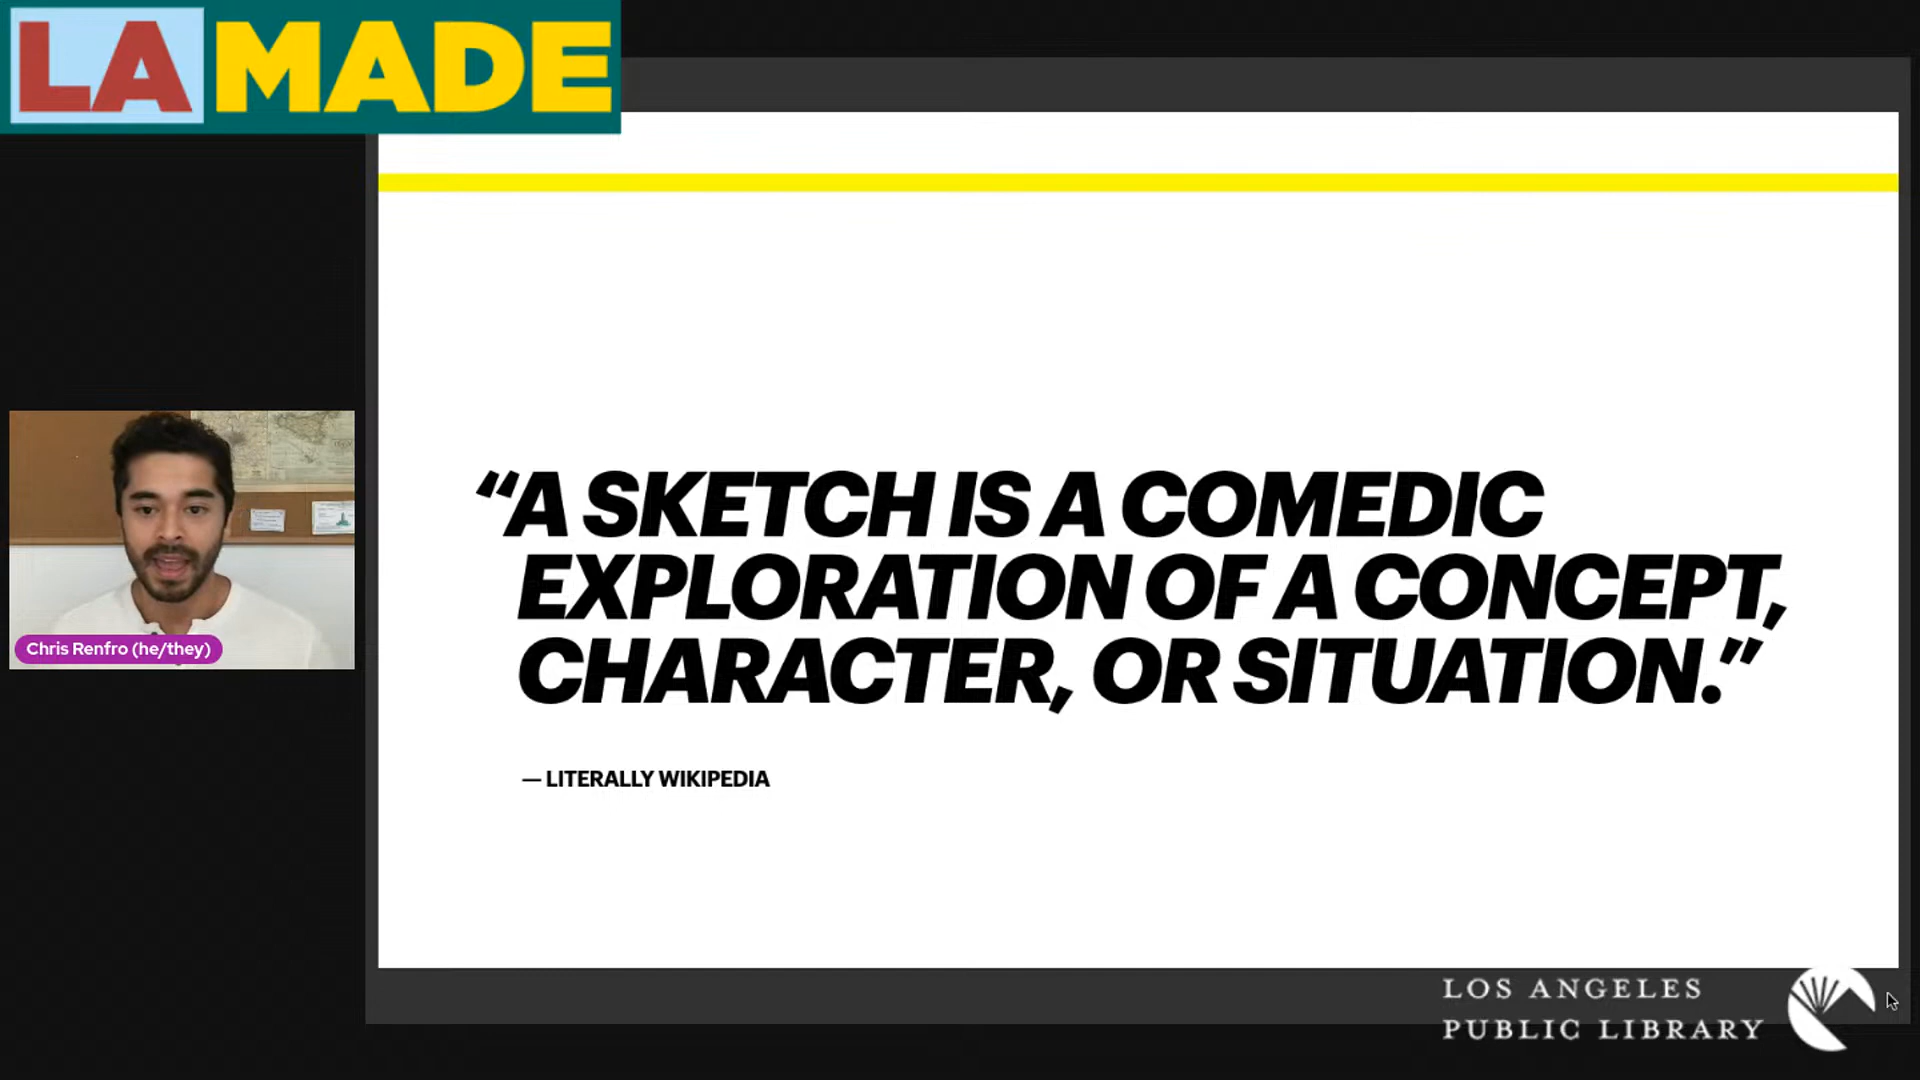 LA MADE
“A SKETCH IS A COMEDIC
EXPLORATION OF A CONCEPT,
CHARACTER, OR SITUATION.”
— LITERALLY WIKIPEDIA
Chris Renfro (he/they)
LOS ANGELES
PUBLIC LIBRARY